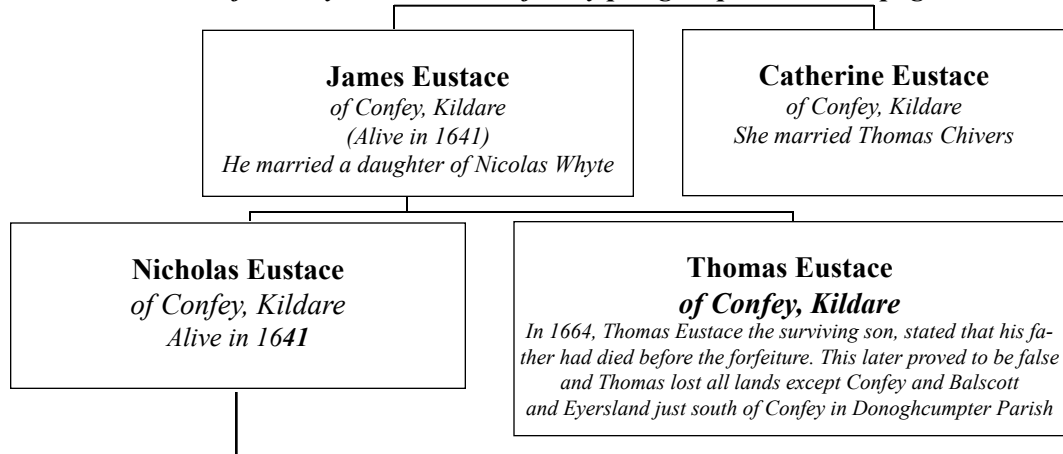 James Eustace
of Confey, Kildare
(Alive in 1641)
He married a daughter of Nicolas Whyte
Catherine Eustace
of Confey, Kildare
She married Thomas Chivers
Nicholas Eustace
of Confey, Kildare
Alive in 1641
Thomas Eustace
of Confey, Kildare
In 1664, Thomas Eustace the surviving son, stated that his fa-
ther had died before the forfeiture. This later proved to be false
and Thomas lost all lands except Confey and Balscott
and Eyersland just south of Confey in Donoghcumpter Parish